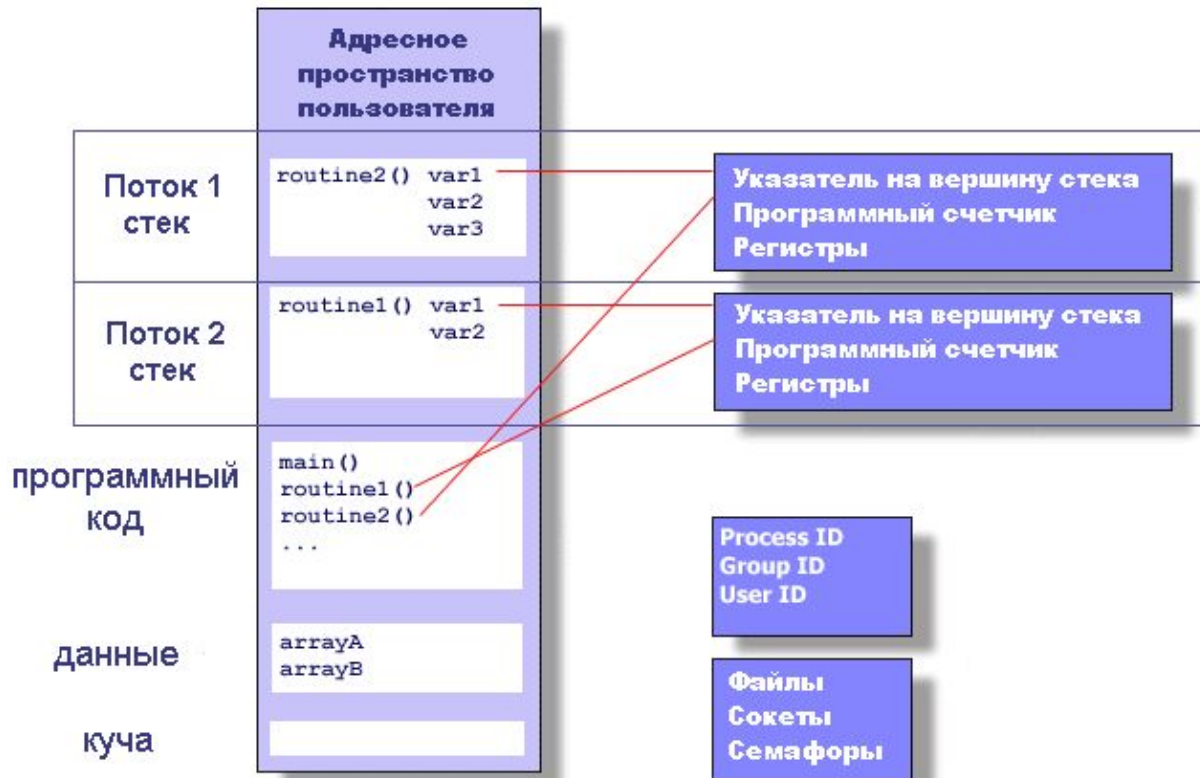 Адресное
пространство
пользователя
Поток 1
стек
routine2() var1
var2
var3
Указатель на вершину стека
Программный счетчик
Регистры
Поток 2
стек
routine1() var1
var2
Указатель на вершину стека
Программный счетчик
Регистры
программный
код
main()
routine1()
routine2()
...
Process ID
Group ID
User ID
данные
arrayA
arrayB
куча
Файлы
Сокеты
Семафоры